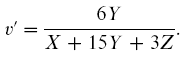 v′ = 6Y / (X + 15Y + 3Z).